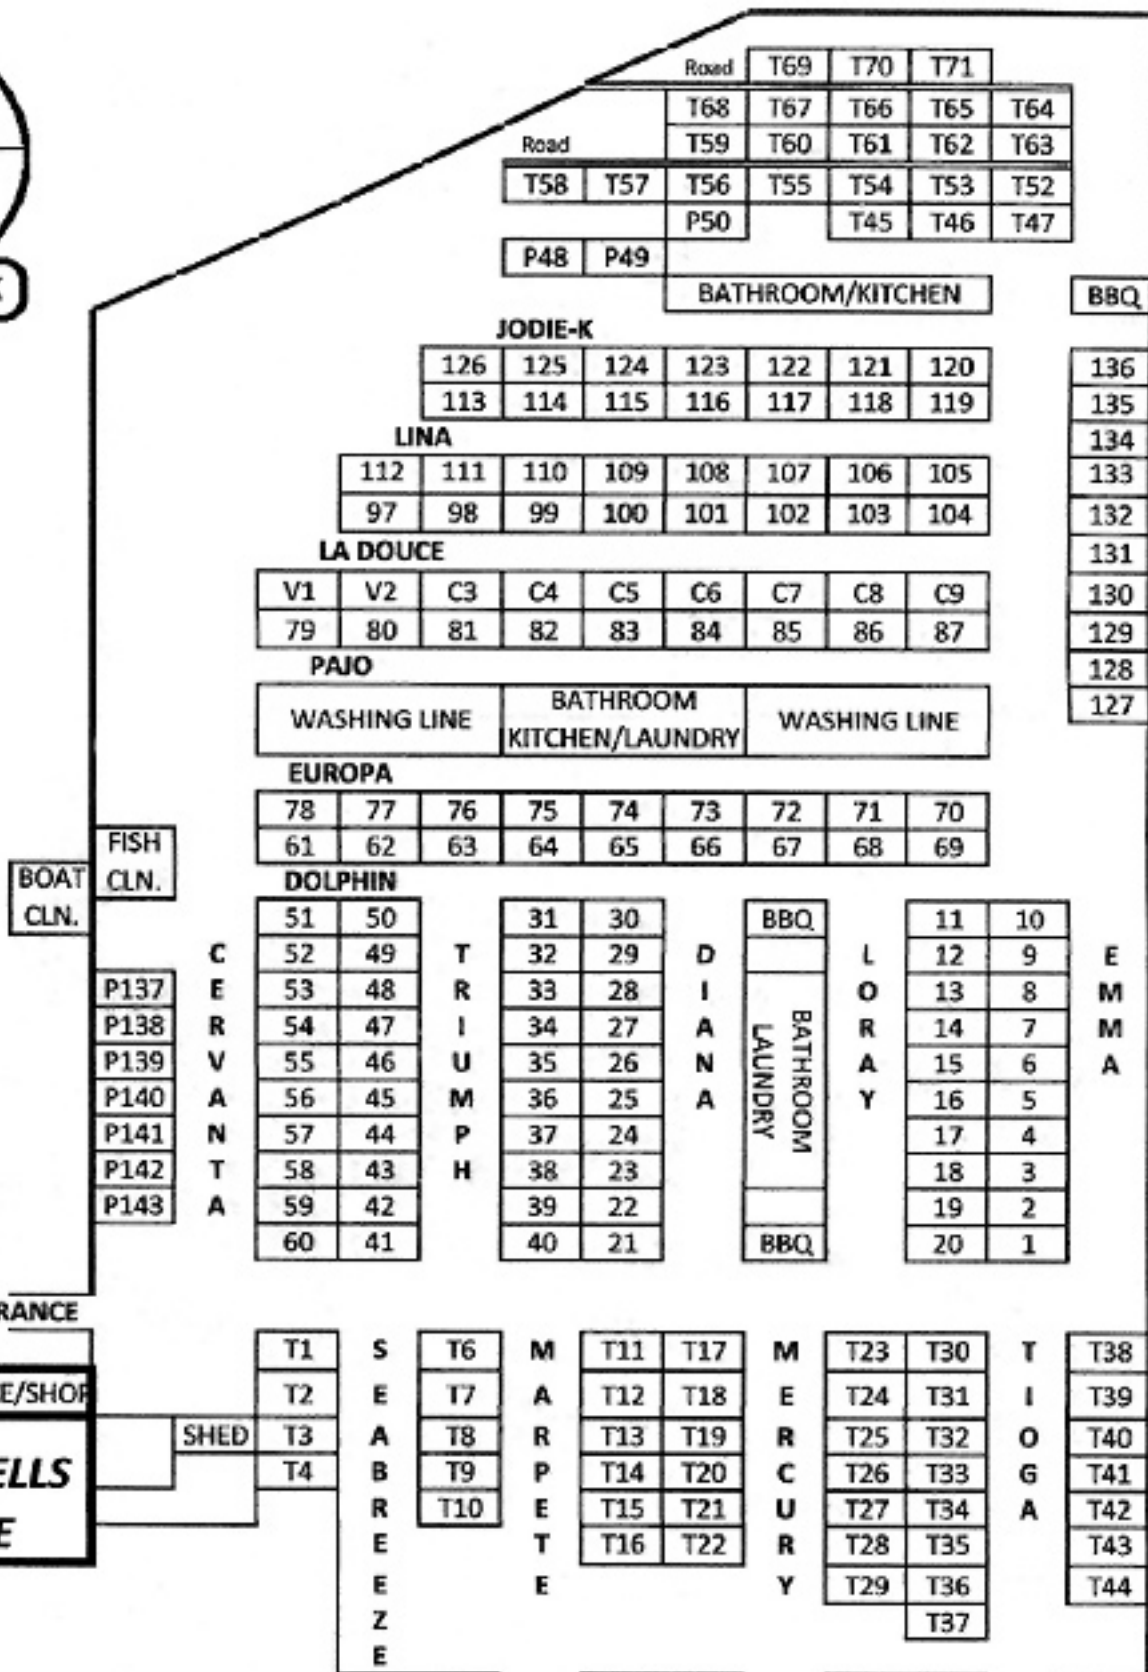 Road T69 T70 T71
T68 T67 T66 T65 T64
Road T59 T60 T61 T62 T63
T58 T57 T56 T55 T54 T53 T52
P50 T45 T46 T47
P48 P49
BATHROOM/KITCHEN BBQ
JODIE-K
126 125 124 123 122 121 120 136
113 114 115 116 117 118 119 135
LINA 134
112 111 110 109 108 107 106 105 133
97 98 99 100 101 102 103 104 132
LA DOUCE 131
V1 V2 C3 C4 C5 C6 C7 C8 C9 130
79 80 81 82 83 84 85 86 87 129
PAJO 128
WASHING LINE BATHROOM KITCHEN/LAUNDRY WASHING LINE 127
EUROPA
78 77 76 75 74 73 72 71 70
61 62 63 64 65 66 67 68 69
FISH CLN.
BOAT CLN.
DOLPHIN
51 50 31 30 BBQ 11 10
52 49 32 29 12 9
P137 53 48 33 28 13 8
P138 54 47 34 27 14 7
P139 55 46 35 26 15 6
P140 56 45 36 25 16 5
P141 57 44 37 24 17 4
P142 58 43 38 23 18 3
P143 59 42 39 22 19 2
60 41 40 21 BBQ 20 1
CERVANTA
TRIUMPH
DIANA
BATHROOM
LAUNDRY
LORAY
EMMA
RANCE
T1 T6 T11 T17 T23 T30 T38
E/SHOP T2 T7 T12 T18 T24 T31 T39
SHED T3 T8 T13 T19 T25 T32 T40
ELLS T4 T9 T14 T20 T26 T33 T41
E T10 T15 T21 T27 T34 T42
T16 T22 T28 T35 T43
T29 T36 T44
T37
SEABREEZE
MARPETE
MERCURY
TIOGA